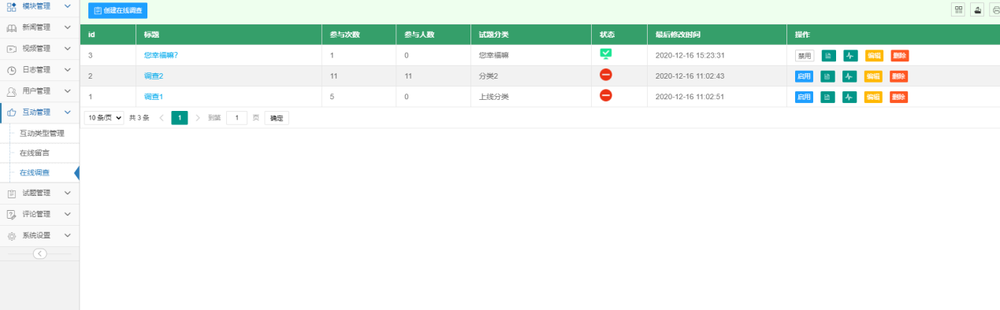 模块管理
新闻管理
视频管理
日志管理
用户管理
互动管理
互动类型管理
在线留言
在线调查
试题管理
评论管理
系统设置
创建在线调查
id 标题 参与次数 参与人数 试题分类 状态 最后修改时间 操作
3 您幸福嘛? 1 0 您幸福嘛 2020-12-16 15:23:31 禁用 编辑 删除
2 调查2 11 11 分类2 2020-12-16 11:02:43 启用 编辑 删除
1 调查1 5 0 上线分类 2020-12-16 11:02:51 启用 编辑 删除
10 条/页 共 3 条 1 到第 1 页 确定